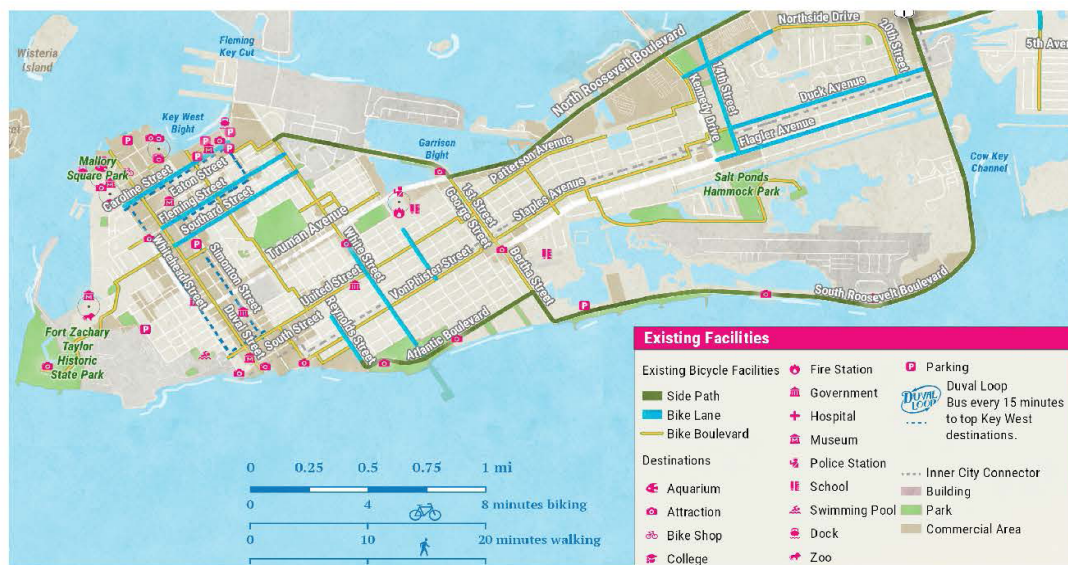 Wisteria
Island
Fleming
Key Cut
Key West
Bight
Mallory
Square Park
Caroline Street
Eaton Street
Fleming Street
Southard Street
Truman Avenue
Whitehead Street
Simonton Street
Duval Street
United Street
South Street
White Street
Reynolds Street
VonPhister Street
Atlantic Boulevard
Fort Zachary
Taylor
Historic
State Park
Garrison
Bight
1st Street
George Street
Bertha Street
Patterson Avenue
Staples Avenue
North Roosevelt Boulevard
Northside Drive
Kennedy Drive
14th Street
20th Street
Duck Avenue
Flagler Avenue
5th Aven
Salt Ponds
Hammock Park
Cow Key
Channel
South Roosevelt Boulevard
P
P
P
P
P
P
P
P
0 0.25 0.5 0.75 1 mi
0 4 8 minutes biking
0 10 20 minutes walking
Existing Facilities
Existing Bicycle Facilities
Side Path
Bike Lane
Bike Boulevard
Destinations
Aquarium
Attraction
Bike Shop
College
Fire Station
Government
Hospital
Museum
Police Station
School
Swimming Pool
Dock
Zoo
P Parking
DUVAL
LOOP
Duval Loop
Bus every 15 minutes
to top Key West
destinations.
Inner City Connector
Building
Park
Commercial Area